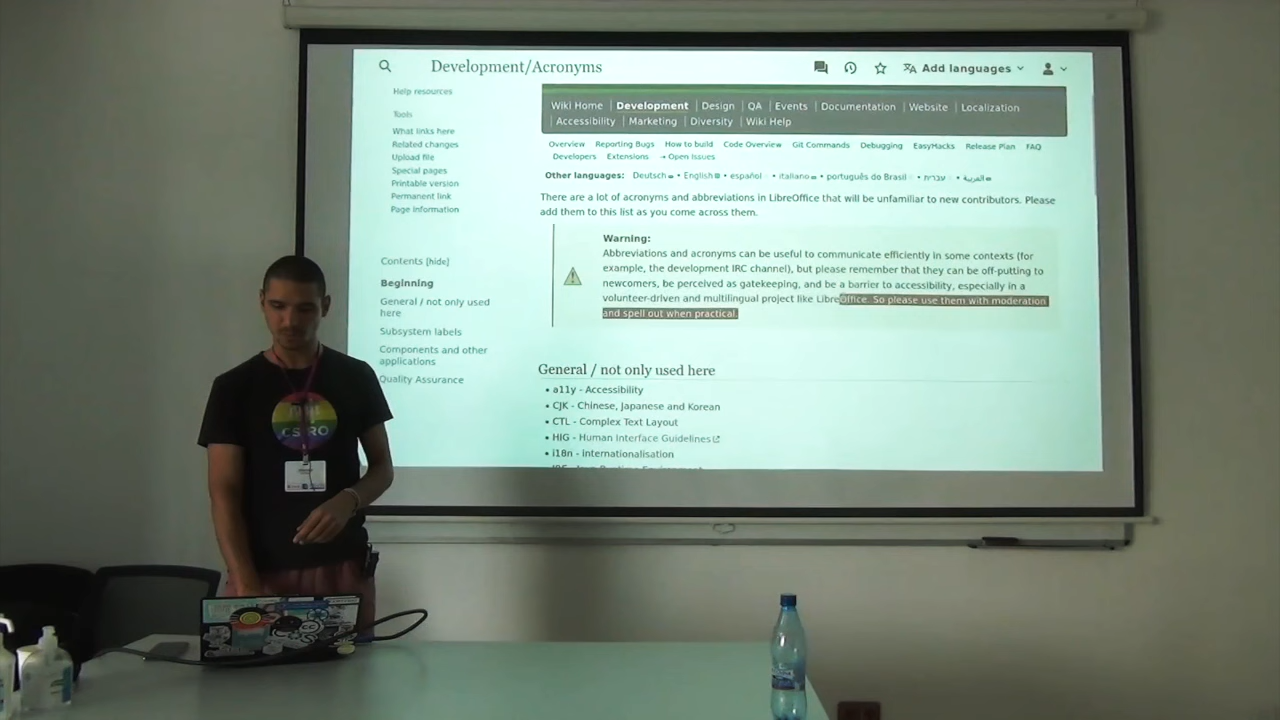 Development/Acronyms
Add languages
Help resources
Tools
What links here
Related changes
Upload file
Special pages
Printable version
Permanent link
Page information
Contents [hide]
Beginning
General / not only used
here
Subsystem labels
Components and other
applications
Quality Assurance
Wiki Home | Development | Design | QA | Events | Documentation | Website | Localization
| Accessibility | Marketing | Diversity | Wiki Help
Overview Reporting Bugs How to build Code Overview Git Commands Debugging EasyHacks Release Plan FAQ
Developers Extensions → Open Issues
Other languages: Deutsch • English • español • italiano • português do Brasil • עברית • العربية
There are a lot of acronyms and abbreviations in LibreOffice that will be unfamiliar to new contributors. Please
add them to this list as you come across them.
Warning:
Abbreviations and acronyms can be useful to communicate efficiently in some contexts (for
example, the development IRC channel), but please remember that they can be off-putting to
newcomers, be perceived as gatekeeping, and be a barrier to accessibility, especially in a
volunteer-driven and multilingual project like LibreOffice. So please use them with moderation
and spell out when practical.
General / not only used here
• a11y - Accessibility
• CJK - Chinese, Japanese and Korean
• CTL - Complex Text Layout
• HIG - Human Interface Guidelines
• i18n - internationalisation